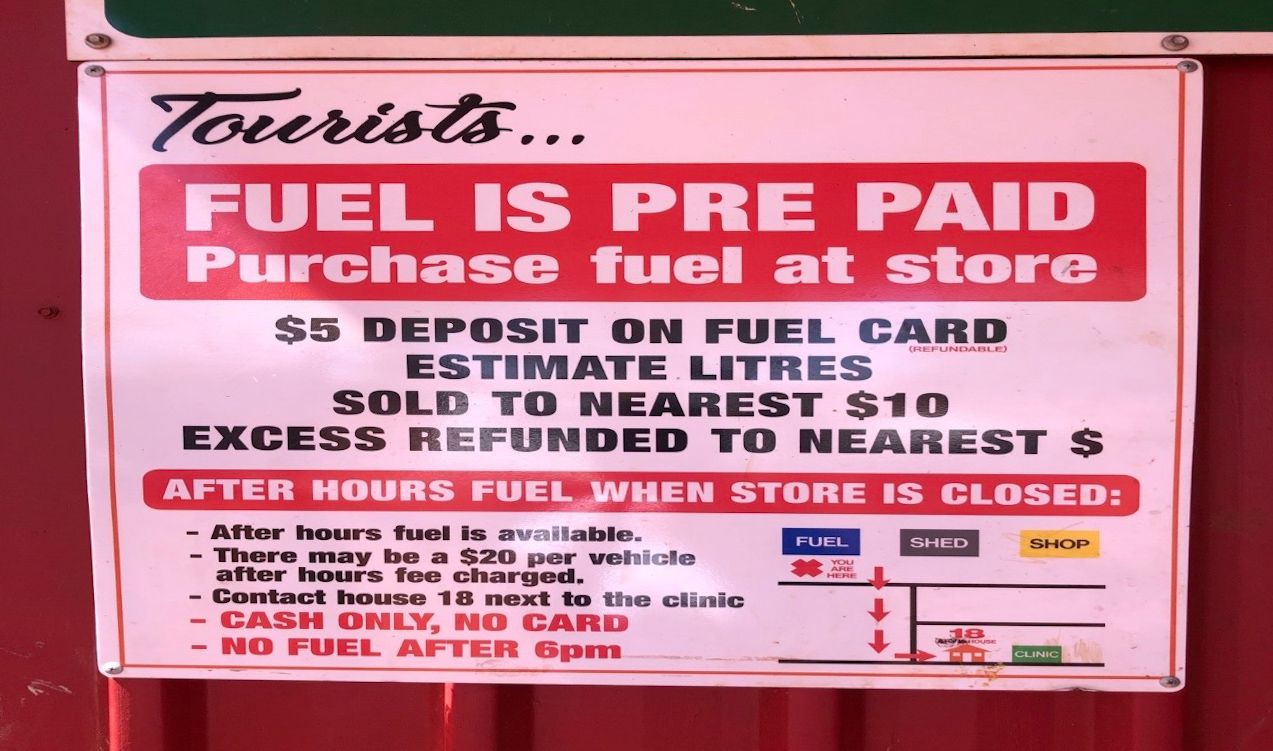 Tourists...
FUEL IS PRE PAID
Purchase fuel at store
$5 DEPOSIT ON FUEL CARD
(REFUNDABLE)
ESTIMATE LITRES
SOLD TO NEAREST $10
EXCESS REFUNDED TO NEAREST $
AFTER HOURS FUEL WHEN STORE IS CLOSED:
- After hours fuel is available.
- There may be a $20 per vehicle
after hours fee charged.
- Contact house 18 next to the clinic
- CASH ONLY, NO CARD
- NO FUEL AFTER 6pm
FUEL
SHED
SHOP
YOU
ARE
HERE
18
HOUSE
CLINIC